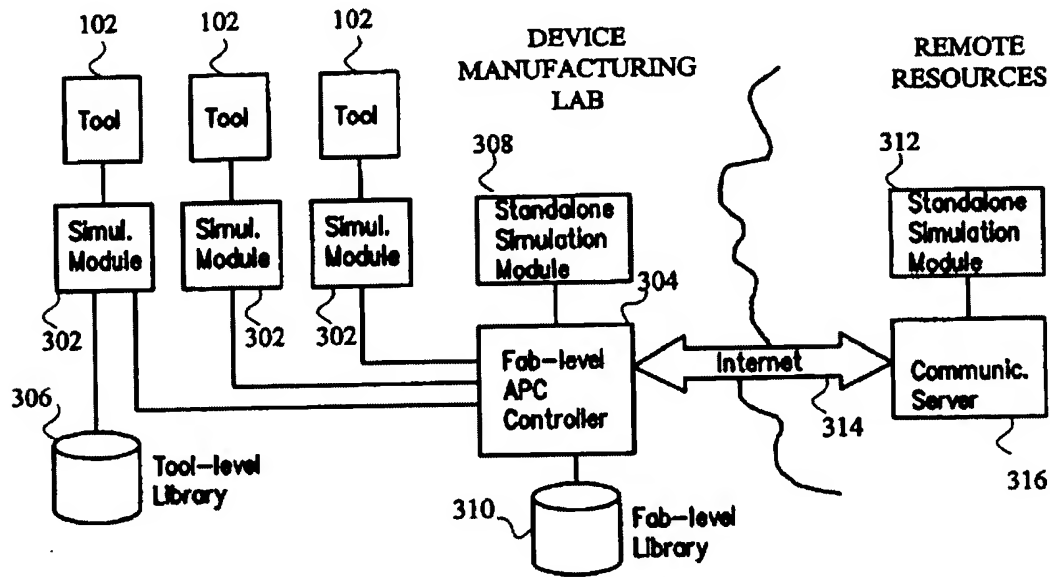 102
102
102
DEVICE
MANUFACTURING
LAB
REMOTE
RESOURCES
Tool
Tool
Tool
308
312
Simul.
Module
Simul.
Module
Simul.
Module
Standalone
Simulation
Module
Standalone
Simulation
Module
302
302
302
304
Fab-level
APC
Controller
Internet
314
Communic.
Server
316
306
Tool-level
Library
310
Fab-level
Library